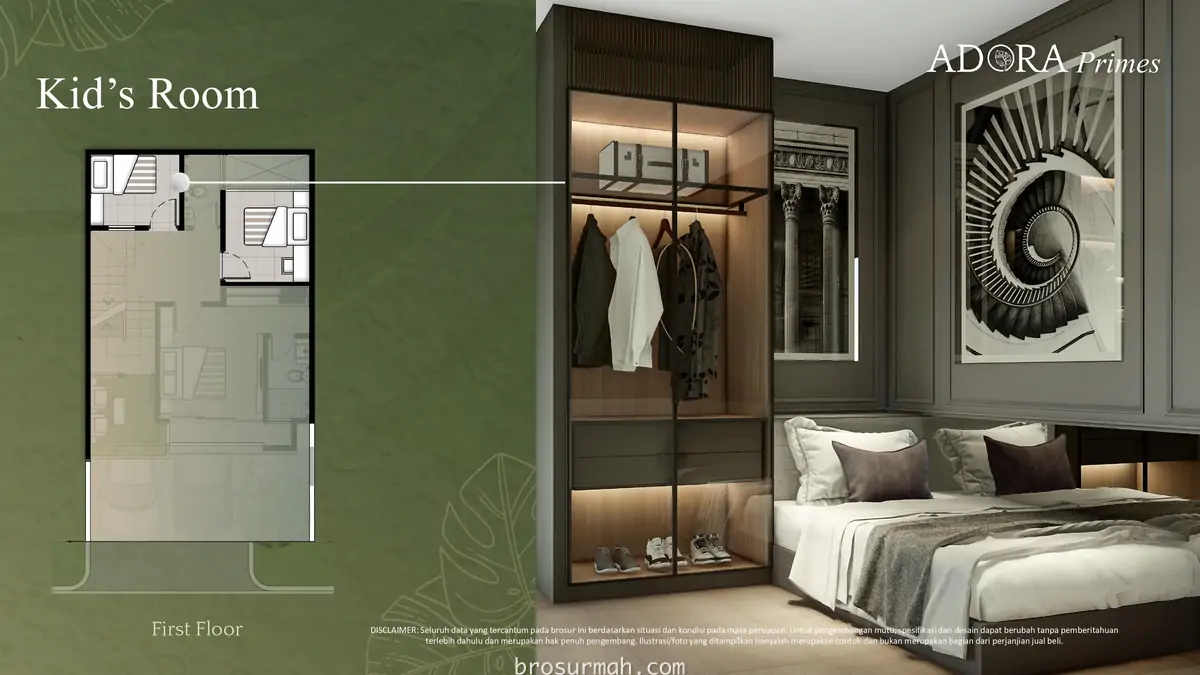 Kid's Room
ADORA Primes
First Floor
DISCLAIMER: Seluruh data yang tercantum pada brosur ini berdasarkan situasi dan kondisi pada masa persiapan. Untuk pengembangan mutu, spesifikasi dan desain dapat berubah tanpa pemberitahuan
terlebih dahulu dan merupakan hak penuh pengembang. Ilustrasi/foto yang ditampilkan hanyalah merupakan contoh dan bukan merupakan bagian dari perjanjian jual beli.
brosurmah.com